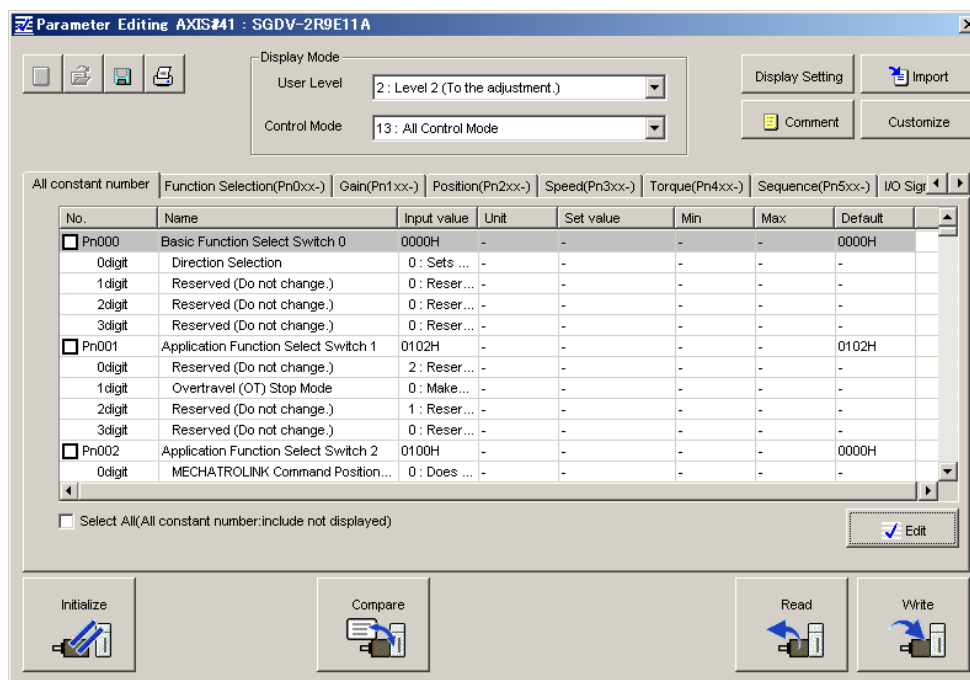 Parameter Editing AXIS#41 : SGDV-2R9E11A
Display Mode
User Level 2 : Level 2 (To the adjustment.)
Control Mode 13 : All Control Mode
Display Setting Import
Comment Customize
All constant number Function Selection(Pn0xx-) Gain(Pn1xx-) Position(Pn2xx-) Speed(Pn3xx-) Torque(Pn4xx-) Sequence(Pn5xx-) I/O Sigr
No. Name Input value Unit Set value Min Max Default
Pn000 Basic Function Select Switch 0 0000H - - - - 0000H
0digit Direction Selection 0 : Sets ... - - - - -
1digit Reserved (Do not change.) 0 : Reser... - - - - -
2digit Reserved (Do not change.) 0 : Reser... - - - - -
3digit Reserved (Do not change.) 0 : Reser... - - - - -
Pn001 Application Function Select Switch 1 0102H - - - - 0102H
0digit Reserved (Do not change.) 2 : Reser... - - - - -
1digit Overtravel (OT) Stop Mode 0 : Make... - - - - -
2digit Reserved (Do not change.) 1 : Reser... - - - - -
3digit Reserved (Do not change.) 0 : Reser... - - - - -
Pn002 Application Function Select Switch 2 0100H - - - - 0000H
0digit MECHATROLINK Command Position... 0 : Does ... - - - - -
Select All(All constant number:include not displayed)
Edit
Initialize Compare Read Write